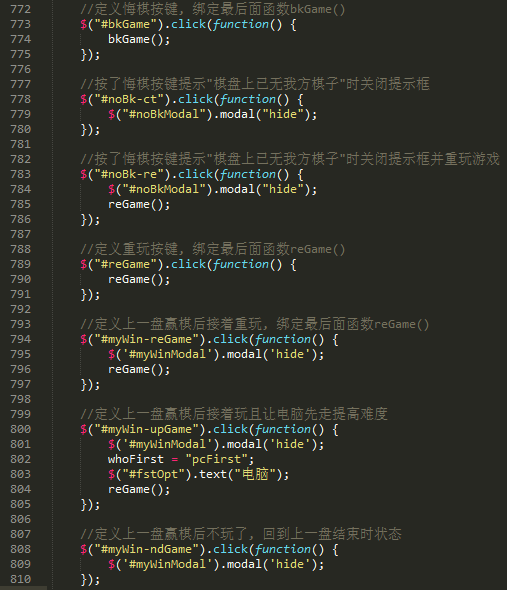 772 //定义悔棋按键，绑定最后面函数bkGame()
773 $("#bkGame").click(function() {
774 bkGame();
775 });
776
777 //按了悔棋按键提示"棋盘上已无我方棋子"时关闭提示框
778 $("#noBk-ct").click(function() {
779 $("#noBkModal").modal("hide");
780 });
781
782 //按了悔棋按键提示"棋盘上已无我方棋子"时关闭提示框并重玩游戏
783 $("#noBk-re").click(function() {
784 $("#noBkModal").modal("hide");
785 reGame();
786 });
787
788 //定义重玩按键，绑定最后面函数reGame()
789 $("#reGame").click(function() {
790 reGame();
791 });
792
793 //定义上一盘赢棋后接着重玩，绑定最后面函数reGame()
794 $("#myWin-reGame").click(function() {
795 $('#myWinModal').modal('hide');
796 reGame();
797 });
798
799 //定义上一盘赢棋后接着玩且让电脑先走提高难度
800 $("#myWin-upGame").click(function() {
801 $('#myWinModal').modal('hide');
802 whoFirst = "pcFirst";
803 $("#fstOpt").text("电脑");
804 reGame();
805 });
806
807 //定义上一盘赢棋后不玩了，回到上一盘结束时状态
808 $("#myWin-ndGame").click(function() {
809 $('#myWinModal').modal('hide');
810 });